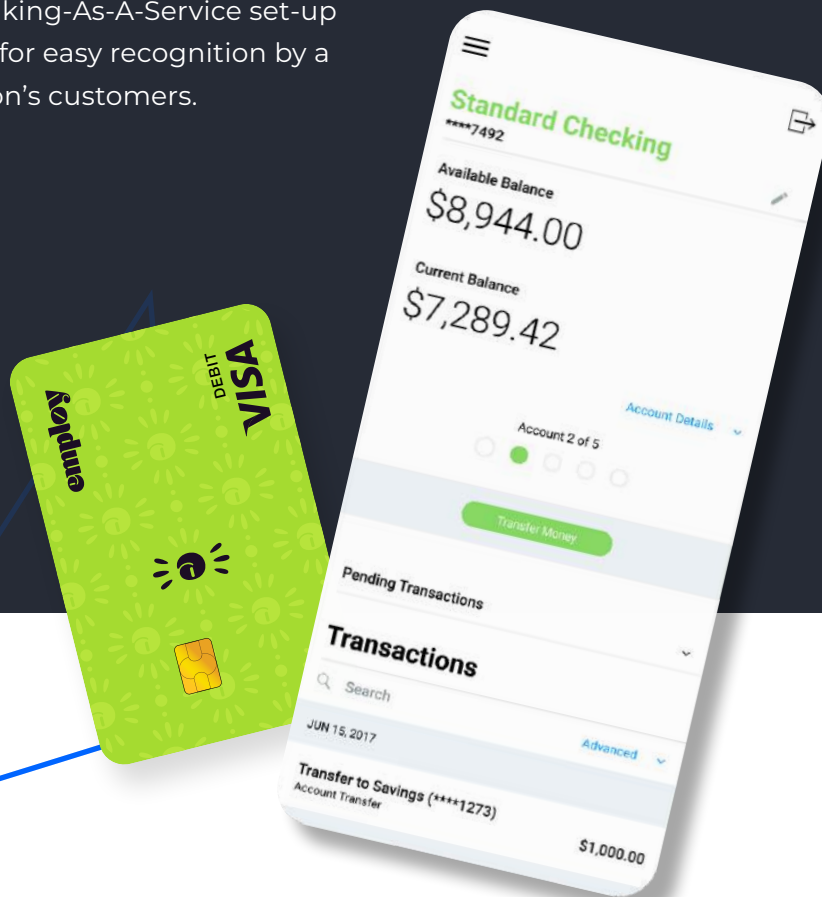 king-As-A-Service set-up
for easy recognition by a
on’s customers.
Standard Checking
****7492
Available Balance
$8,944.00
Current Balance
$7,289.42
Account Details
Account 2 of 5
Transfer Money
Pending Transactions
Transactions
Search
Advanced
JUN 15, 2017
Transfer to Savings (****1273)
Account Transfer
$1,000.00
employ
DEBIT
VISA